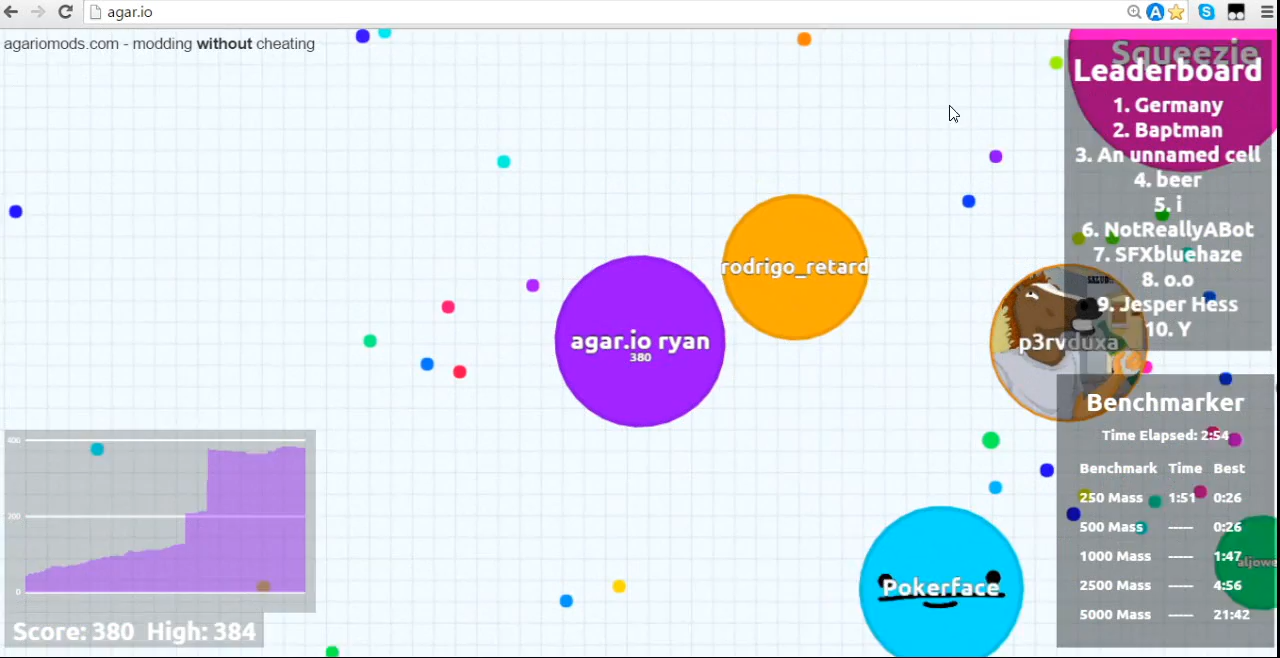 agar.io
agariomods.com - modding without cheating
Squeezie
Leaderboard
1. Germany
2. Baptman
3. An unnamed cell
4. beer
5. i
6. NotReallyABot
7. SFXbluehaze
8. o.o
9. Jesper Hess
10. Y
rodrigo_retard
agar.io ryan
380
p3rvduxa
Benchmarker
Time Elapsed: 2:54
Benchmark Time Best
250 Mass 1:51 0:26
500 Mass ----- 0:26
1000 Mass ----- 1:47
2500 Mass ----- 4:56
5000 Mass ----- 21:42
Pokerface
400
200
0
Score: 380 High: 384